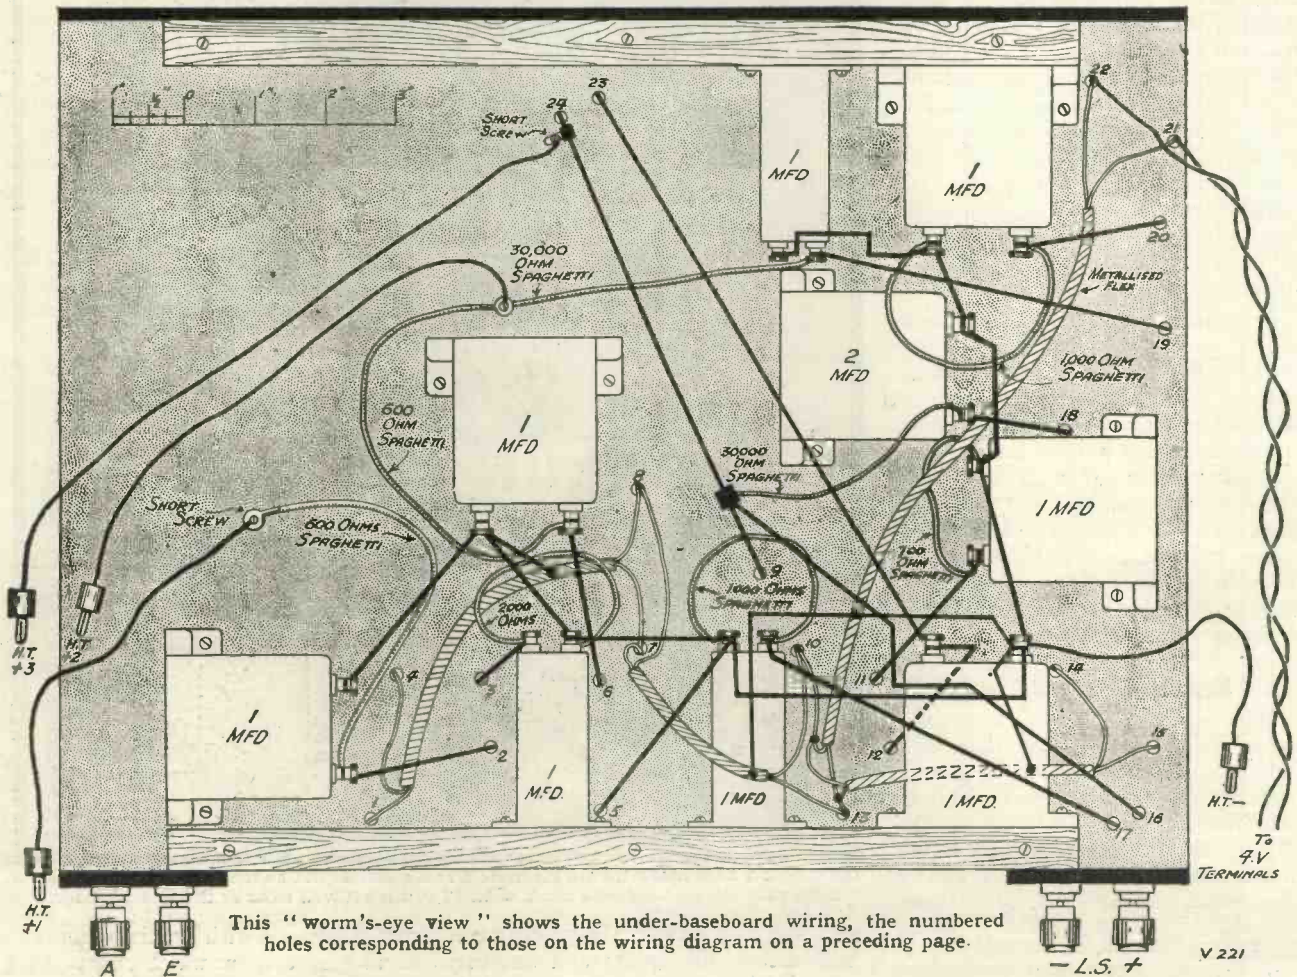 1"
½"
0
1"
2"
3"
24
23
SHORT
SCREW
22
21
20
19
18
1
MFD
1
MFD
30,000
OHM
SPAGHETTI
METALLISED
FLEX
2
MFD
1,000 OHM
SPAGHETTI
600
OHM
SPAGHETTI
1
MFD
30,000
OHM
SPAGHETTI
8
SHORT
SCREW
600 OHMS
SPAGHETTI
1 MFD
700
OHM
SPAGHETTI
9
1000 OHMS
SPAGHETTI
2000
OHMS
H.T.
+3
H.T.
+2
7
10
4
3
6
11
14
1
MFD
2
12
15
1
MFD.
1 MFD
1 MFD.
1
5
13
17
16
H.T.–
To
4.V
TERMINALS
H.T.
+1
This "worm's-eye view" shows the under-baseboard wiring, the numbered
holes corresponding to those on the wiring diagram on a preceding page.
A
E
– L.S. +
V 221